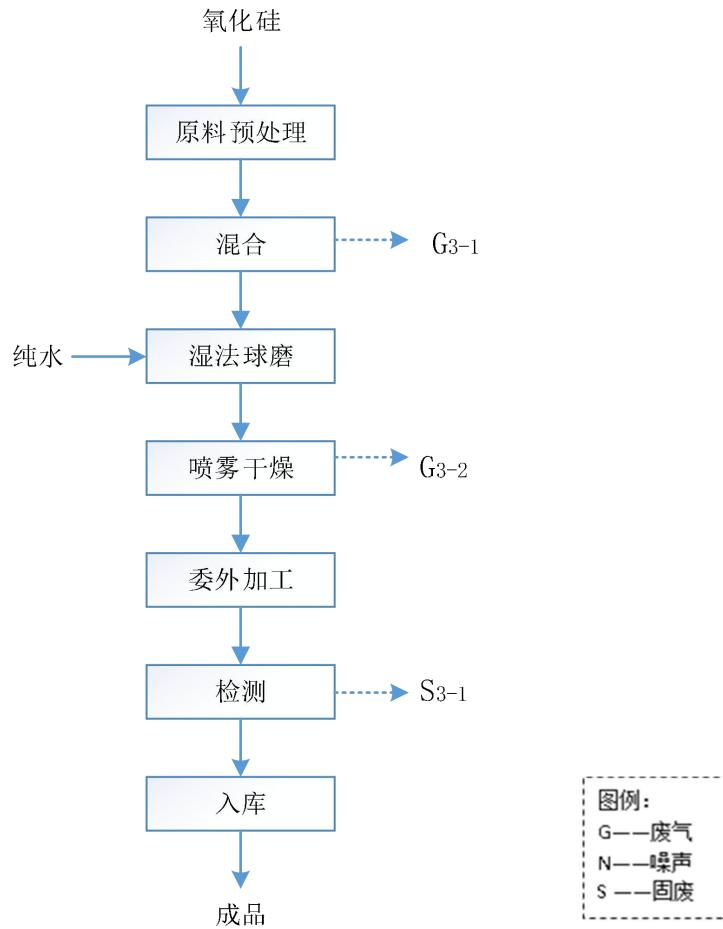 氧化硅
原料预处理
混合
G3-1
纯水
湿法球磨
喷雾干燥
G3-2
委外加工
检测
S3-1
入库
成品
图例：
G——废气
N——噪声
S ——固废